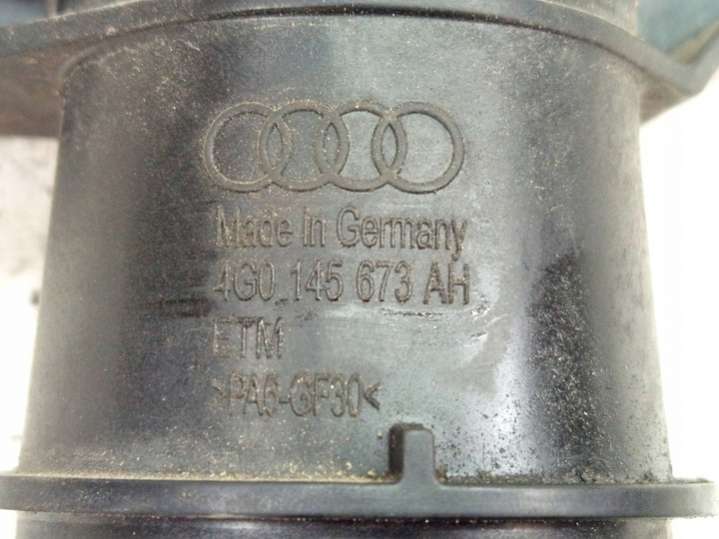 Made In Germany
4G0 145 673 AH
ETM
>PA6-GF30<